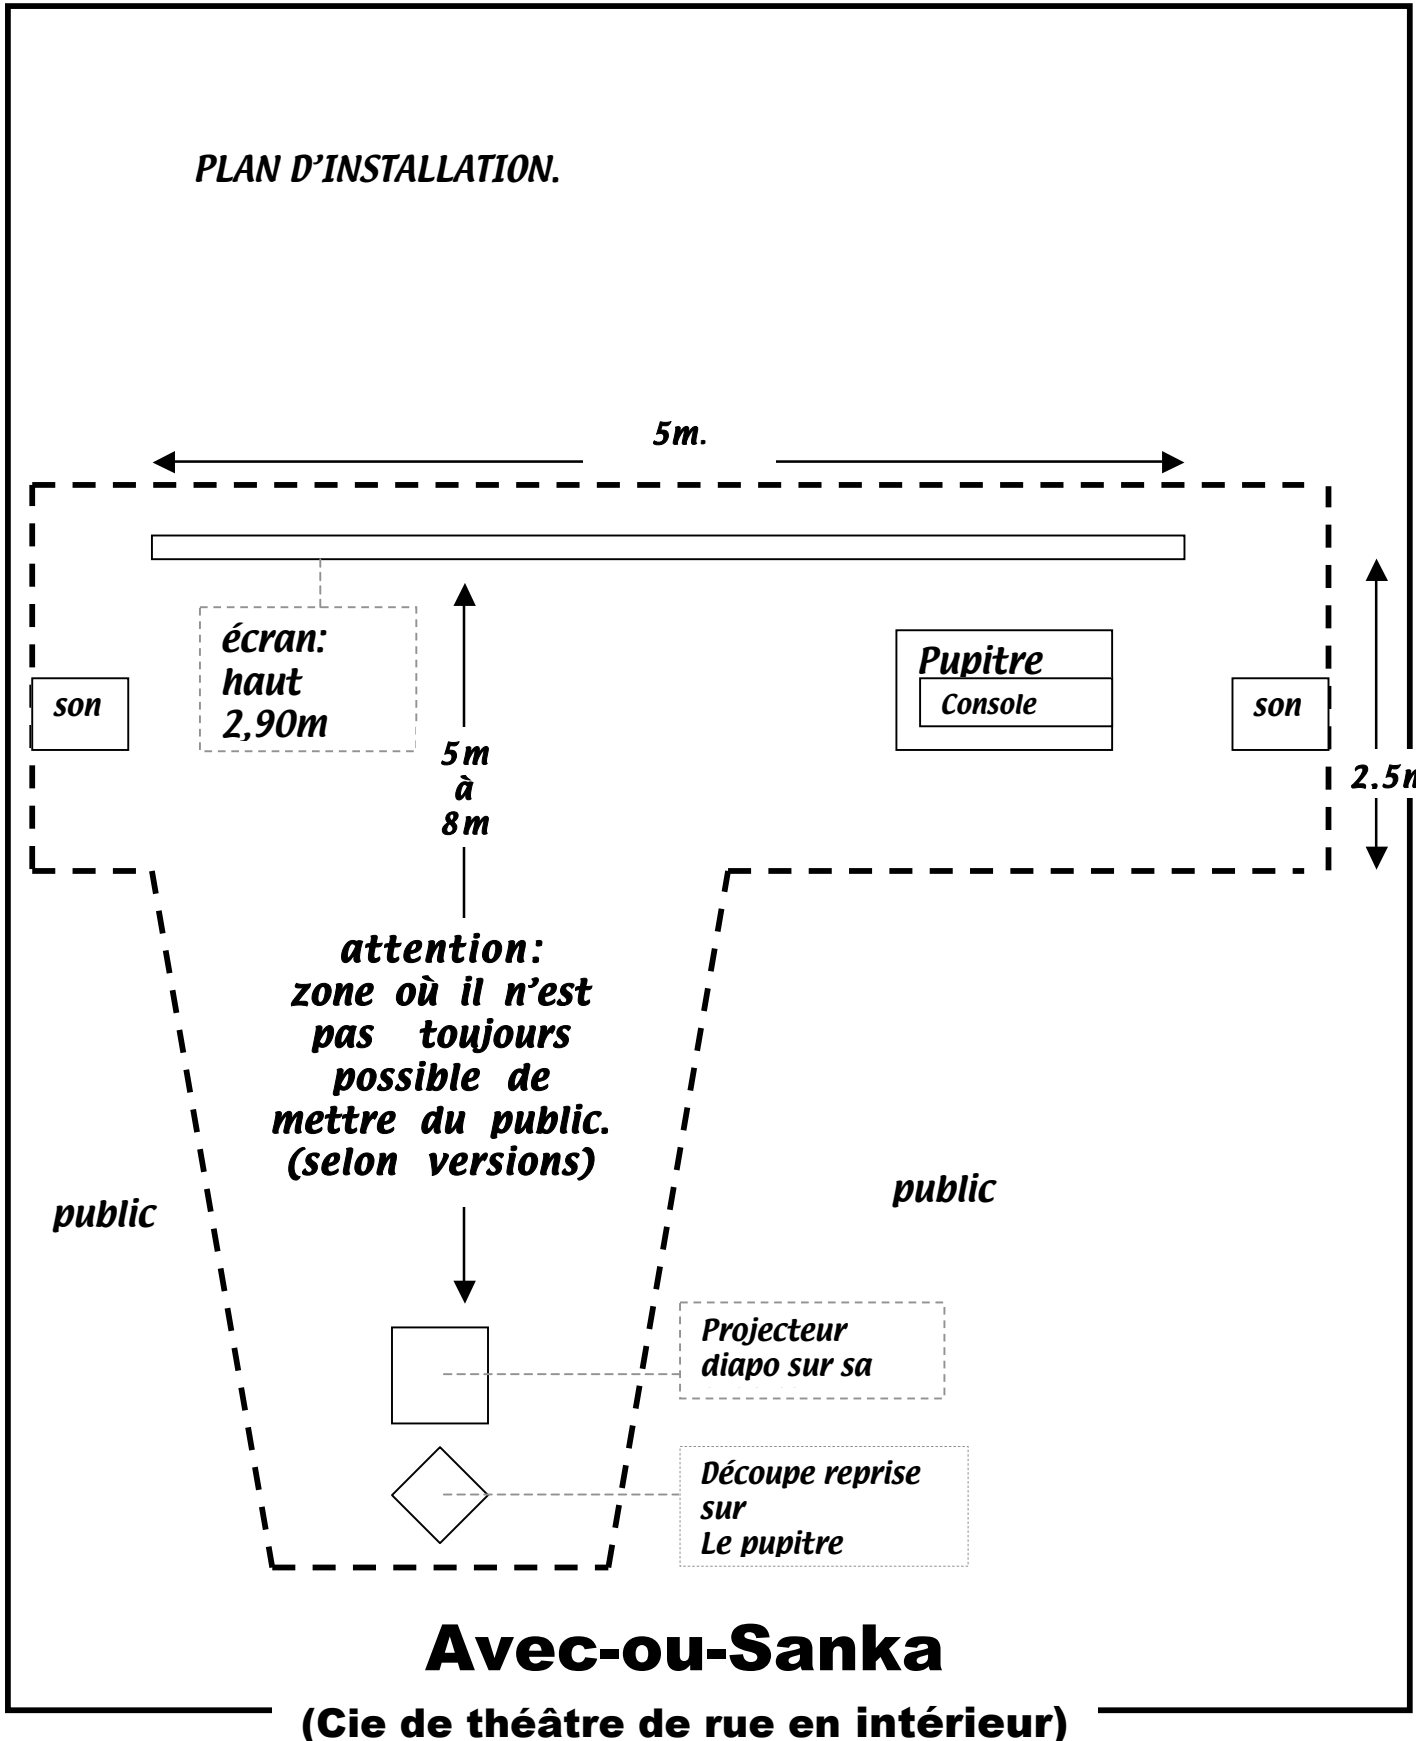 PLAN D’INSTALLATION.
5m.
écran:
haut
2,90m
Pupitre
Console
son
son
5m
à
8m
2.5m
attention:
zone où il n’est
pas toujours
possible de
mettre du public.
(selon versions)
public
public
Projecteur
diapo sur sa
Découpe reprise
sur
Le pupitre
Avec-ou-Sanka
(Cie de théâtre de rue en intérieur)